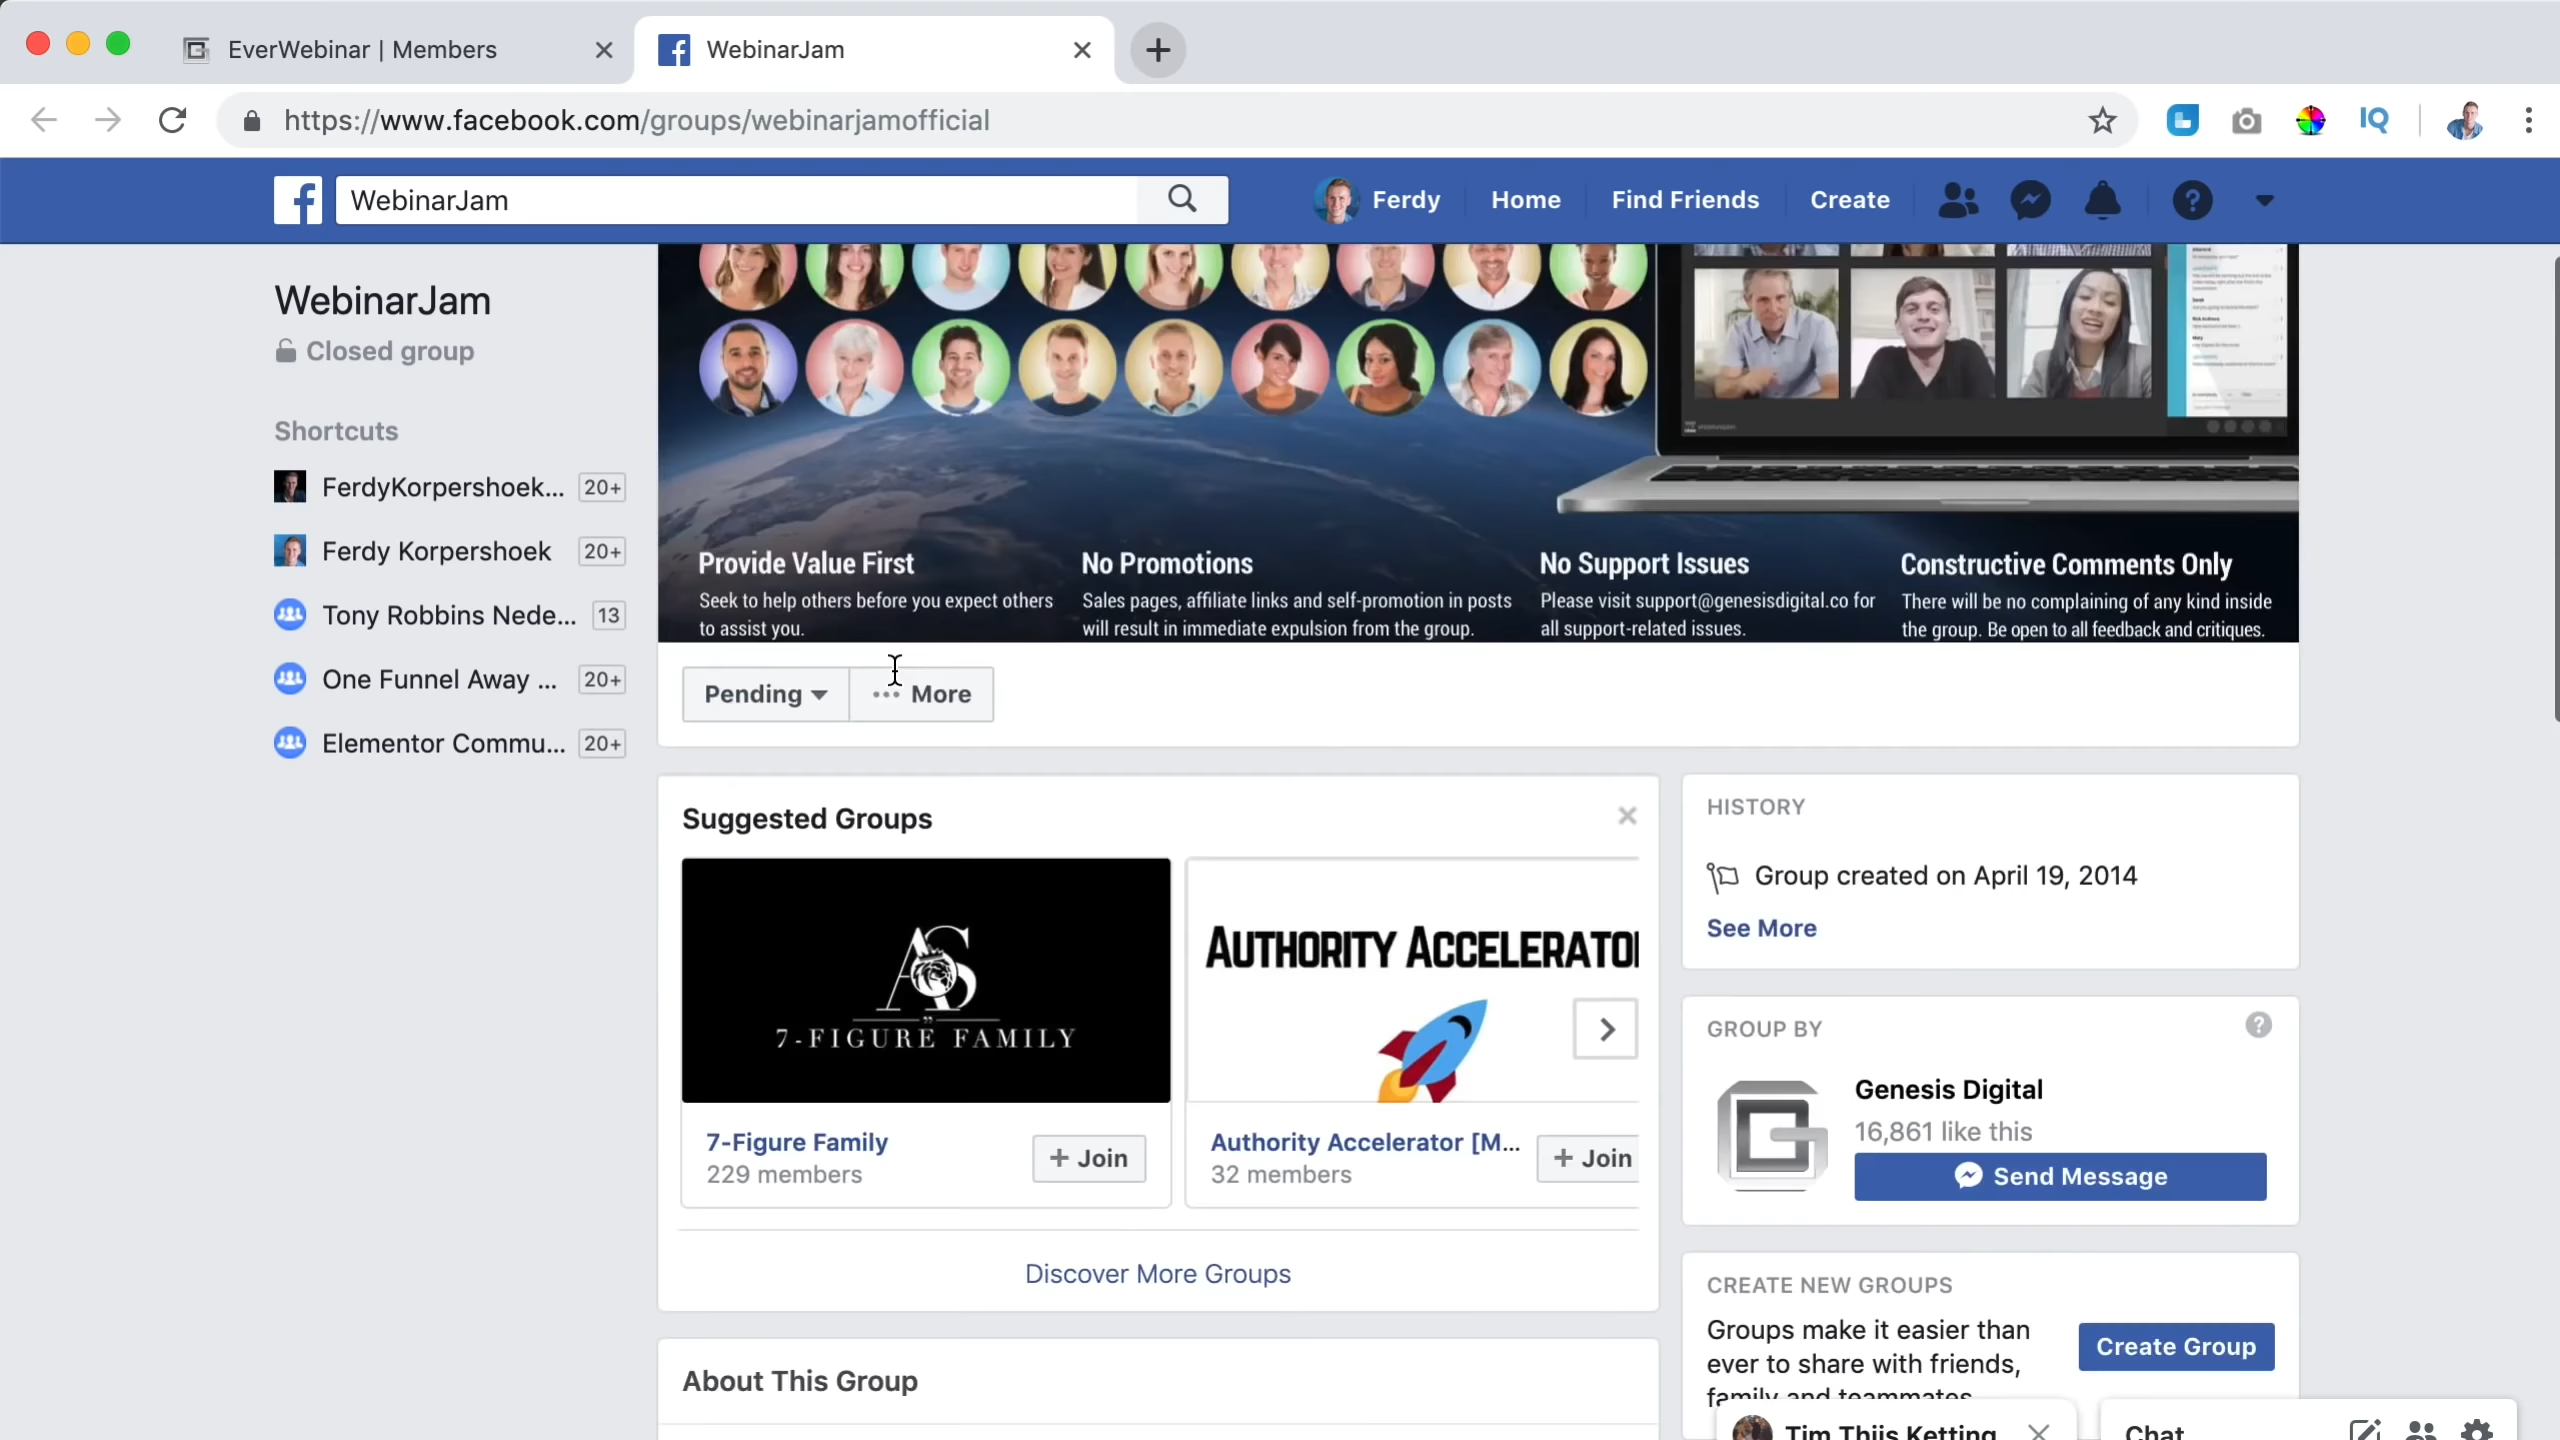 EverWebinar | Members
WebinarJam
https://www.facebook.com/groups/webinarjamofficial
IQ
WebinarJam
Ferdy
Home
Find Friends
Create
WebinarJam
Closed group
Shortcuts
FerdyKorpershoek... 20+
Ferdy Korpershoek 20+
Tony Robbins Nede... 13
One Funnel Away ... 20+
Elementor Commu... 20+
Provide Value First
Seek to help others before you expect others
to assist you.
No Promotions
Sales pages, affiliate links and self-promotion in posts
will result in immediate expulsion from the group.
No Support Issues
Please visit support@genesisdigital.co for
all support-related issues.
Constructive Comments Only
There will be no complaining of any kind inside
the group. Be open to all feedback and critiques.
Pending
More
Suggested Groups
AS
7-FIGURE FAMILY
7-Figure Family
229 members
+ Join
AUTHORITY ACCELERATO
Authority Accelerator [M...
32 members
+ Join
Discover More Groups
About This Group
HISTORY
Group created on April 19, 2014
See More
GROUP BY
Genesis Digital
16,861 like this
Send Message
CREATE NEW GROUPS
Groups make it easier than
ever to share with friends,
family and teammates.
Create Group
Tim Thijs Ketting
Chat